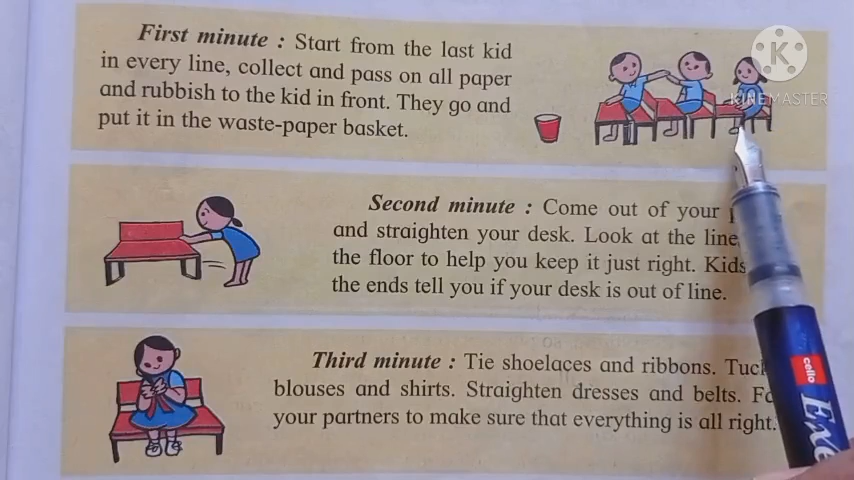 First minute : Start from the last kid
in every line, collect and pass on all paper
and rubbish to the kid in front. They go and
put it in the waste-paper basket.
K
KINEMASTER
Second minute : Come out of your
and straighten your desk. Look at the line
the floor to help you keep it just right. Kids
the ends tell you if your desk is out of line.
Third minute : Tie shoelaces and ribbons. Tuck
blouses and shirts. Straighten dresses and belts.
your partners to make sure that everything is all right.
cello